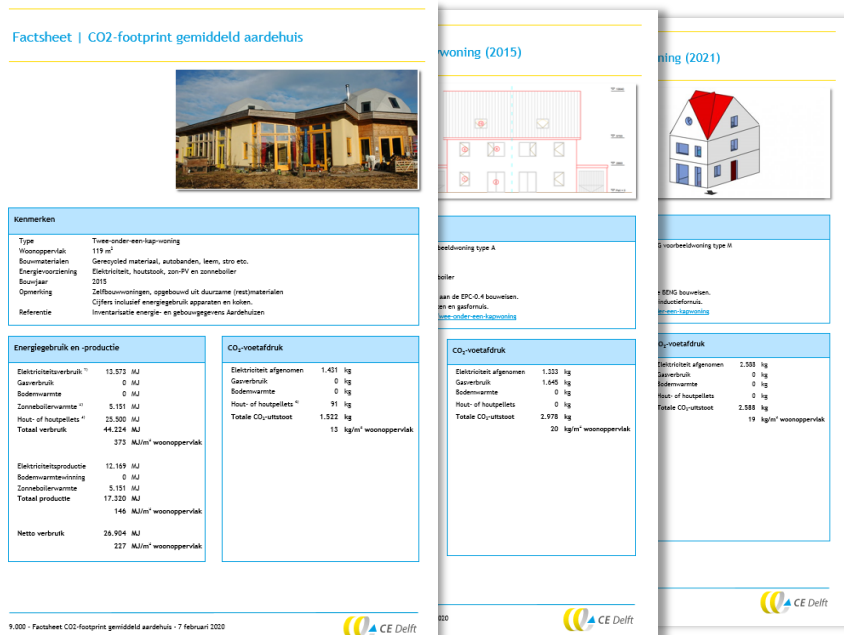 Factsheet | CO2-footprint gemiddeld aardehuis
Kenmerken
Type Twee-onder-een-kap-woning
Woonoppervlak 119 m²
Bouwmaterialen Gerecycled materiaal, autobanden, leem, stro etc.
Energievoorziening Elektriciteit, houtstook, zon-PV en zonneboiler
Bouwjaar 2015
Opmerking Zelfbouwwoningen, opgebouwd uit duurzame (rest)materialen
Cijfers inclusief energiegebruik apparaten en koken.
Referentie Inventarisatie energie- en gebouwgegevens Aardehuizen
Energiegebruik en -productie
Elektriciteitsverbruik 13.573 MJ
Gasverbruik 0 MJ
Bodemwarmte 0 MJ
Zonneboilerwarmte 5.151 MJ
Hout- of houtpellets 25.500 MJ
Totaal verbruik 44.224 MJ
373 MJ/m² woonoppervlak
Elektriciteitsproductie 12.169 MJ
Bodemwarmtewinning 0 MJ
Zonneboilerwarmte 5.151 MJ
Totaal productie 17.320 MJ
146 MJ/m² woonoppervlak
Netto verbruik 26.904 MJ
227 MJ/m² woonoppervlak
CO₂-voetafdruk
Elektriciteit afgenomen 1.431 kg
Gasverbruik 0 kg
Bodemwarmte 0 kg
Hout- of houtpellets 91 kg
Totale CO₂-uitstoot 1.522 kg
13 kg/m² woonoppervlak
9.000 - Factsheet CO2-footprint gemiddeld aardehuis - 7 februari 2020
CE Delft
woning (2015)
beeldwoning type A
boiler
aan de EPC-0.4 bouweisen.
en en gasfornuis.
wee-onder-een-kapwoning
CO₂-voetafdruk
Elektriciteit afgenomen 1.333 kg
Gasverbruik 1.645 kg
Bodemwarmte 0 kg
Hout- of houtpellets 0 kg
Totale CO₂-uitstoot 2.978 kg
20 kg/m² woonoppervlak
020
CE Delft
ning (2021)
G voorbeeldwoning type M
e BENG bouweisen.
inductiefornuis.
er-een-kapwoning
O₂-voetafdruk
Elektriciteit afgenomen 2.588 kg
Gasverbruik 0 kg
Bodemwarmte 0 kg
Hout- of houtpellets 0 kg
Totale CO₂-uitstoot 2.588 kg
19 kg/m² woonoppervlak
CE Delft